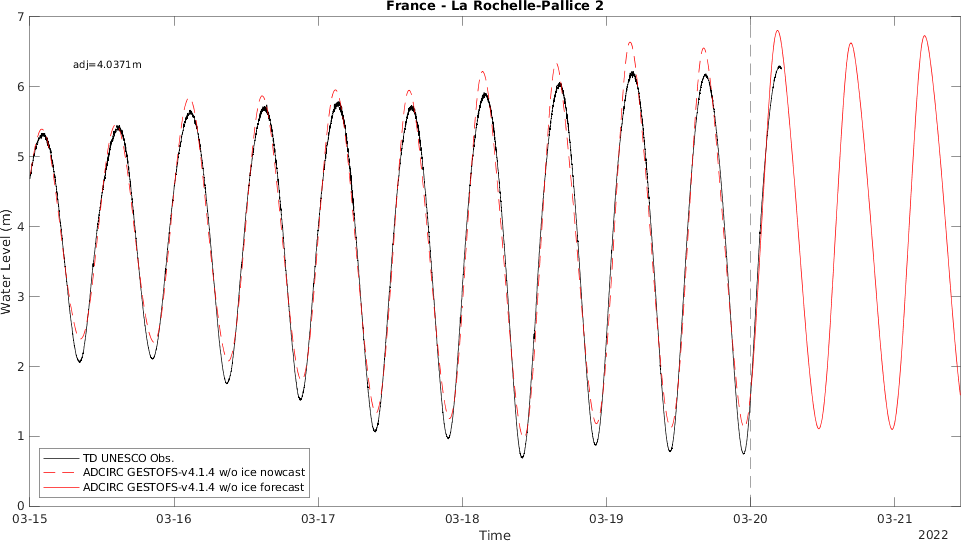 France - La Rochelle-Pallice 2
7
adj=4.0371m
6
5
4
Water Level (m)
3
2
1
TD UNESCO Obs.
ADCIRC GESTOFS-v4.1.4 w/o ice nowcast
ADCIRC GESTOFS-v4.1.4 w/o ice forecast
0
03-15 03-16 03-17 03-18 03-19 03-20 03-21
Time
2022